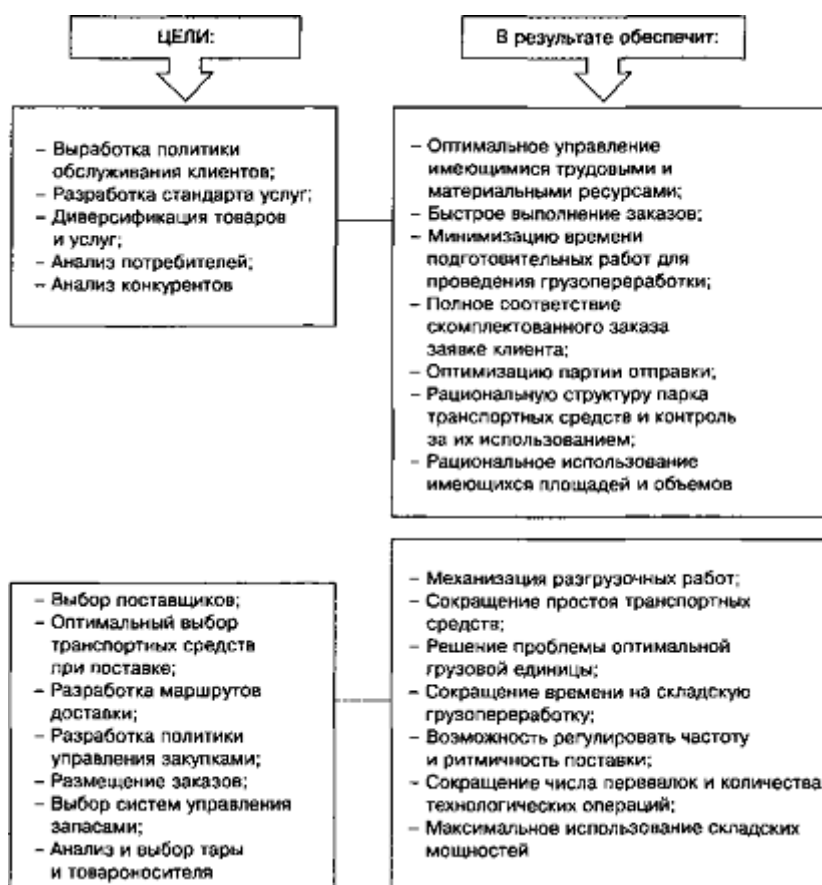 ЦЕЛИ:
В результате обеспечит:
– Выработка политики
обслуживания клиентов;
– Разработка стандарта услуг;
– Диверсификация товаров
и услуг;
– Анализ потребителей;
– Анализ конкурентов
– Оптимальное управление
имеющимися трудовыми и
материальными ресурсами;
– Быстрое выполнение заказов;
– Минимизацию времени
подготовительных работ для
проведения грузопереработки;
– Полное соответствие
скомплектованного заказа
заявке клиента;
– Оптимизацию партии отправки;
– Рациональную структуру парка
транспортных средств и контроль
за их использованием;
– Рациональное использование
имеющихся площадей и объемов
– Выбор поставщиков;
– Оптимальный выбор
транспортных средств
при поставке;
– Разработка маршрутов
доставки;
– Разработка политики
управления закупками;
– Размещение заказов;
– Выбор систем управления
запасами;
– Анализ и выбор тары
и товароносителя
– Механизация разгрузочных работ;
– Сокращение простоя транспортных
средств;
– Решение проблемы оптимальной
грузовой единицы;
– Сокращение времени на складскую
грузопереработку;
– Возможность регулировать частоту
и ритмичность поставки;
– Сокращение числа перевалок и количества
технологических операций;
– Максимальное использование складских
мощностей